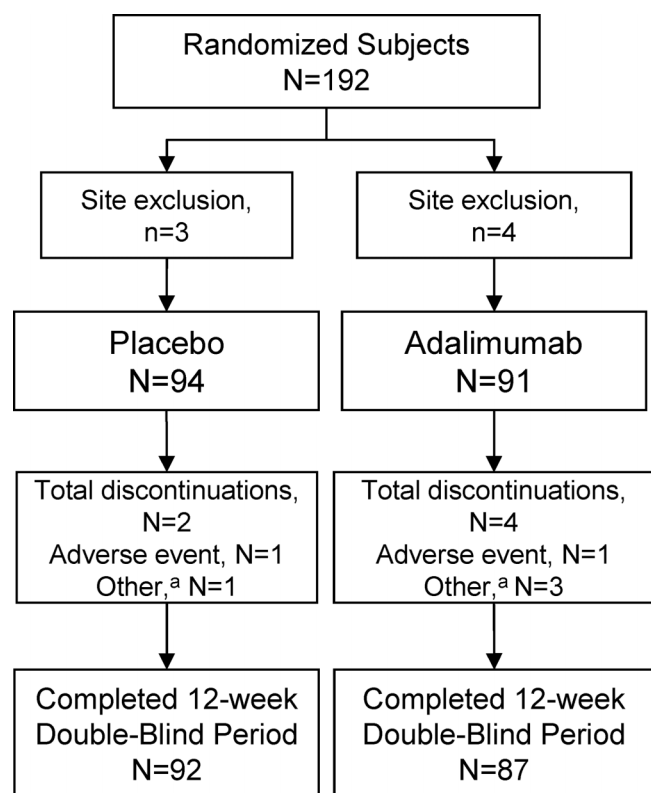 Randomized Subjects
N=192
Site exclusion,
n=3
Site exclusion,
n=4
Placebo
N=94
Adalimumab
N=91
Total discontinuations,
N=2
Adverse event, N=1
Other,ᵃ N=1
Total discontinuations,
N=4
Adverse event, N=1
Other,ᵃ N=3
Completed 12-week
Double-Blind Period
N=92
Completed 12-week
Double-Blind Period
N=87